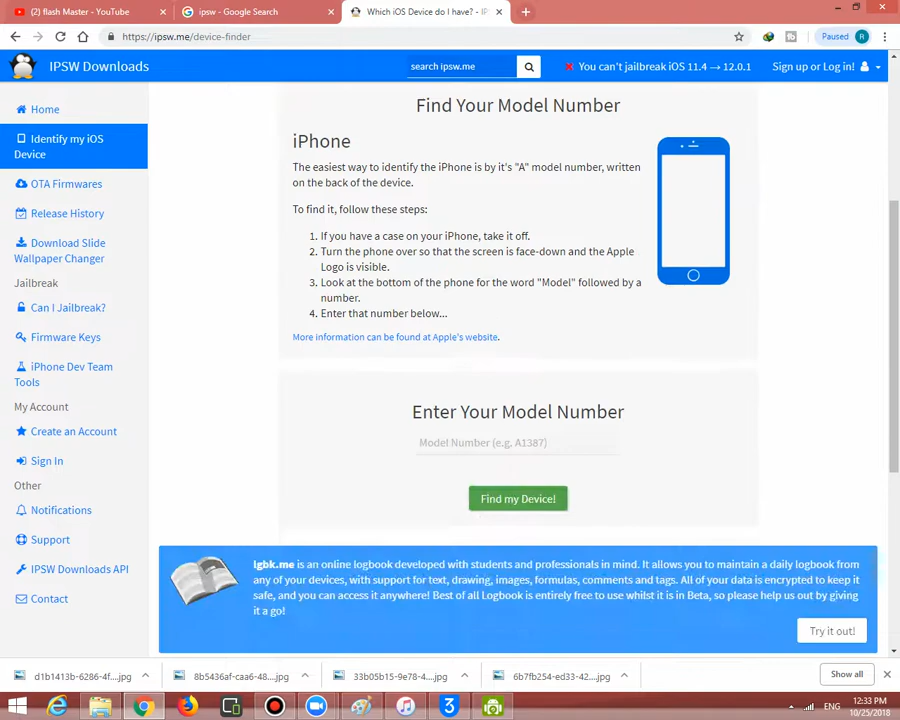 (2) flash Master - YouTube
ipsw - Google Search
Which iOS Device do I have? - IPS
https://ipsw.me/device-finder
Paused
R
IPSW Downloads
search ipsw.me
You can't jailbreak iOS 11.4 → 12.0.1
Sign up or Log in!
Home
Identify my iOS
Device
OTA Firmwares
Release History
Download Slide
Wallpaper Changer
Jailbreak
Can I Jailbreak?
Firmware Keys
iPhone Dev Team
Tools
My Account
Create an Account
Sign In
Other
Notifications
Support
IPSW Downloads API
Contact
Find Your Model Number
iPhone
The easiest way to identify the iPhone is by it's "A" model number, written
on the back of the device.
To find it, follow these steps:
1. If you have a case on your iPhone, take it off.
2. Turn the phone over so that the screen is face-down and the Apple
Logo is visible.
3. Look at the bottom of the phone for the word "Model" followed by a
number.
4. Enter that number below...
More information can be found at Apple's website.
Enter Your Model Number
Model Number (e.g. A1387)
Find my Device!
lgbk.me is an online logbook developed with students and professionals in mind. It allows you to maintain a daily logbook from
any of your devices, with support for text, drawing, images, formulas, comments and tags. All of your data is encrypted to keep it
safe, and you can access it anywhere! Best of all Logbook is entirely free to use whilst it is in Beta, so please help us out by giving
it a go!
Try it out!
d1b1413b-6286-4f....jpg
8b5436af-caa6-48....jpg
33b05b15-9e78-4....jpg
6b7fb254-ed33-42....jpg
Show all
ENG
12:33 PM
10/25/2018